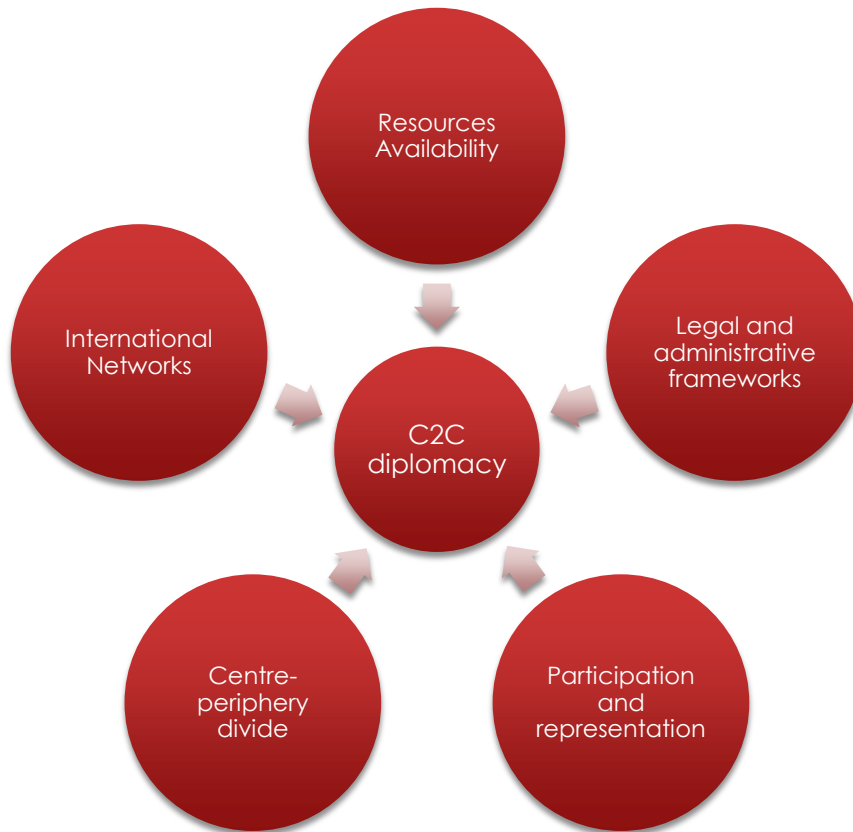 Resources
Availability
International
Networks
Legal and
administrative
frameworks
C2C
diplomacy
Centre-
periphery
divide
Participation
and
representation